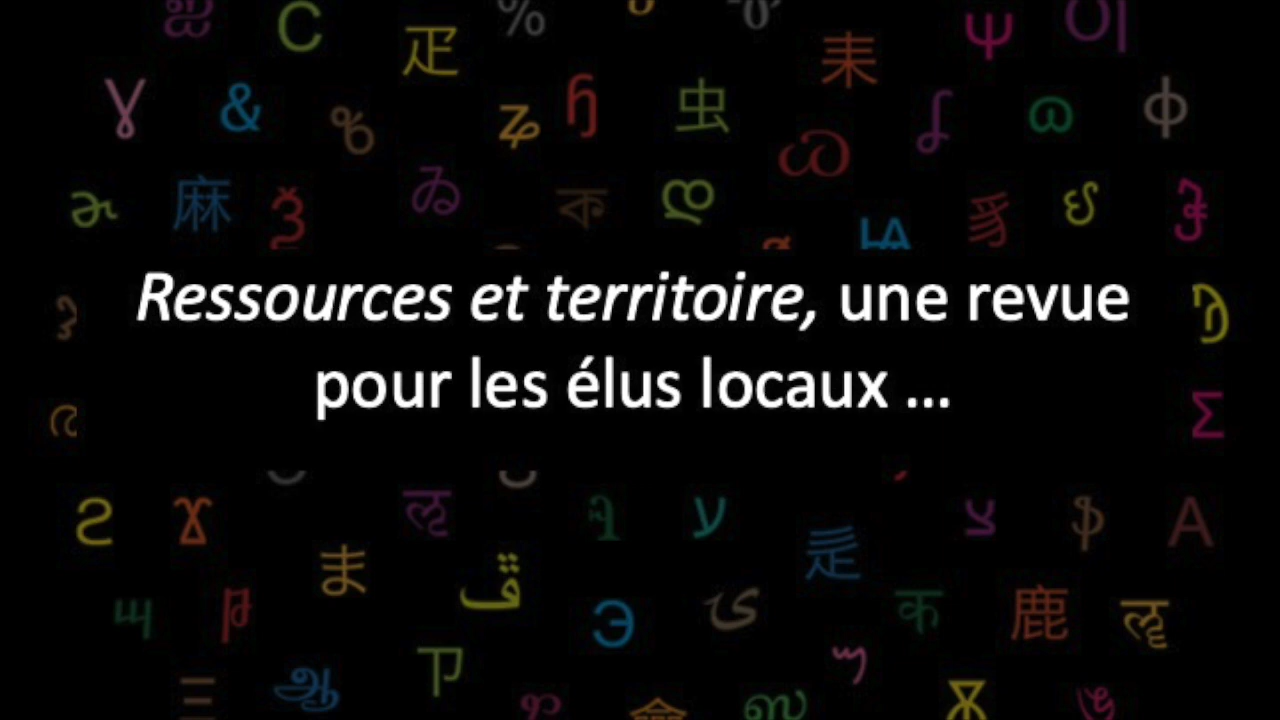 Ressources et territoire, une revue
pour les élus locaux ...